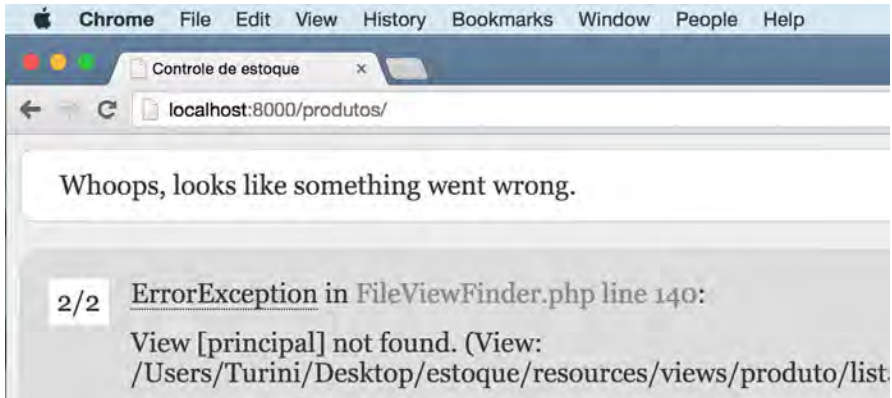 Chrome File Edit View History Bookmarks Window People Help
Controle de estoque
localhost:8000/produtos/
Whoops, looks like something went wrong.
2/2 ErrorException in FileViewFinder.php line 140:
View [principal] not found. (View:
/Users/Turini/Desktop/estoque/resources/views/produto/list